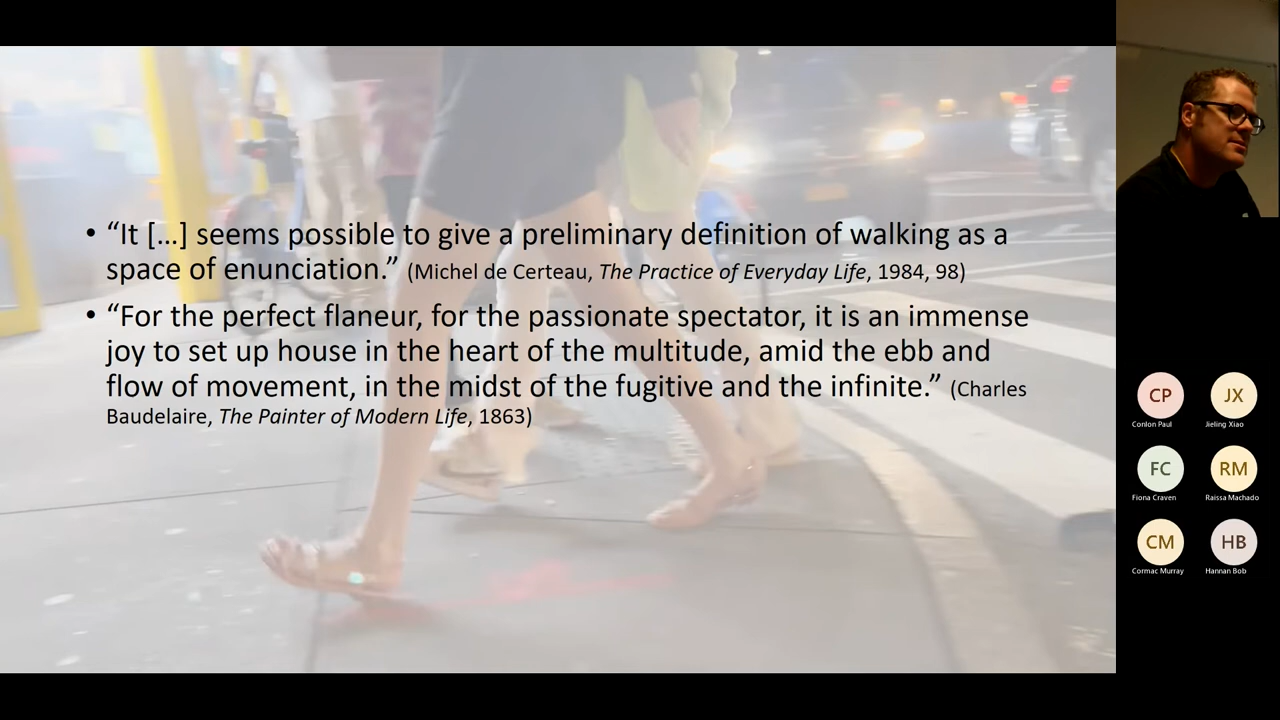 • “It […] seems possible to give a preliminary definition of walking as a
space of enunciation.” (Michel de Certeau, The Practice of Everyday Life, 1984, 98)
• “For the perfect flaneur, for the passionate spectator, it is an immense
joy to set up house in the heart of the multitude, amid the ebb and
flow of movement, in the midst of the fugitive and the infinite.” (Charles
Baudelaire, The Painter of Modern Life, 1863)
CP JX
Conlon Paul Jieling Xiao
FC RM
Fiona Craven Raissa Machado
CM HB
Cormac Murray Hannan Bob